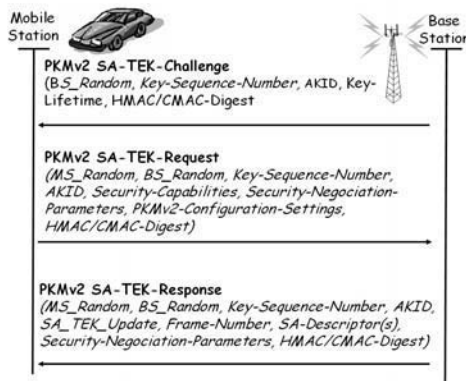 Mobile
Station
Base
Station
PKMv2 SA-TEK-Challenge
(BS_Random, Key-Sequence-Number, AKID, Key-
Lifetime, HMAC/CMAC-Digest
PKMv2 SA-TEK-Request
(MS_Random, BS_Random, Key-Sequence-Number,
AKID, Security-Capabilities, Security-Negociation-
Parameters, PKMv2-Configuration-Settings,
HMAC/CMAC-Digest)
PKMv2 SA-TEK-Response
(MS_Random, BS_Random, Key-Sequence-Number, AKID,
SA_TEK_Update, Frame-Number, SA-Descriptor(s),
Security-Negociation-Parameters, HMAC/CMAC-Digest)